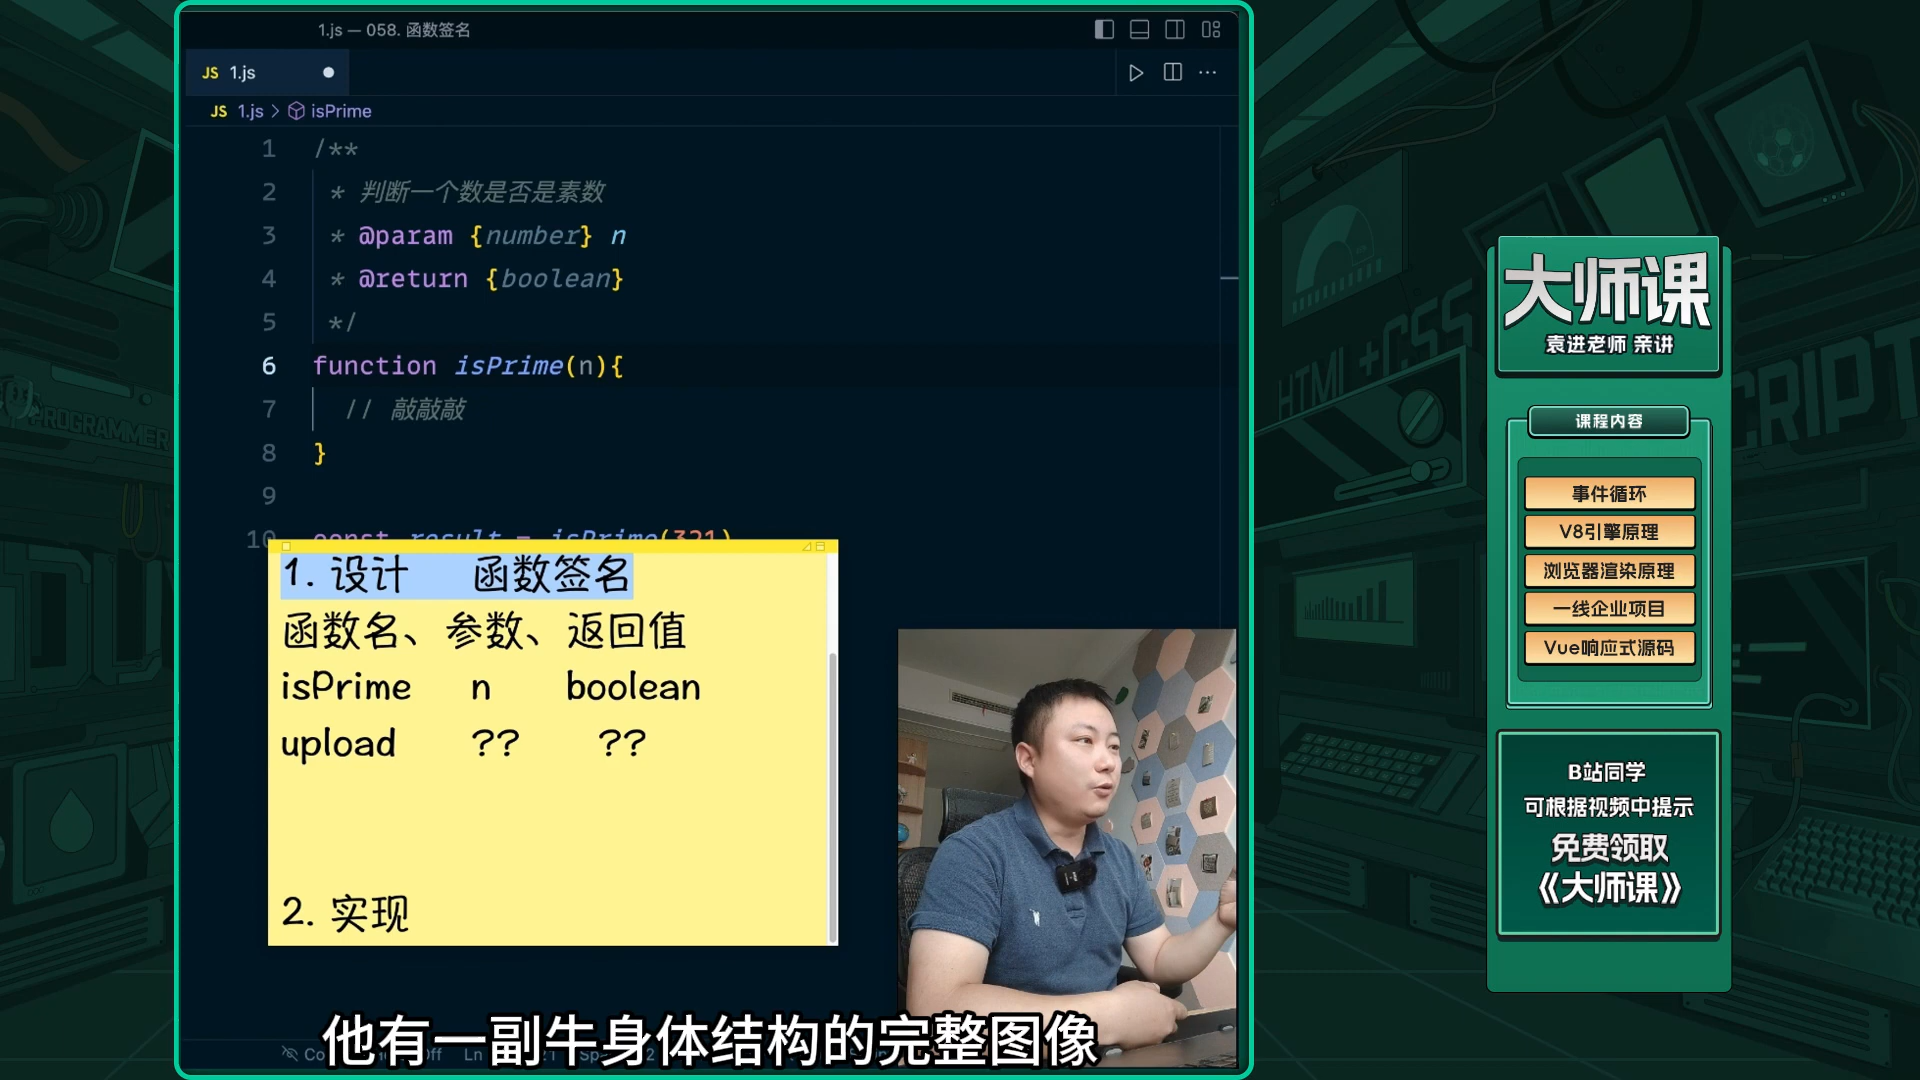 1.js — 058. 函数签名
JS 1.js
JS 1.js > isPrime
1 /**
2 * 判断一个数是否是素数
3 * @param {number} n
4 * @return {boolean}
5 */
6 function isPrime(n){
7 // 敲敲敲
8 }
9
10 const result = isPrime(321)
1. 设计 函数签名
函数名、参数、返回值
isPrime n boolean
upload ?? ??
2. 实现
他有一副牛身体结构的完整图像
大师课
袁进老师 亲讲
课程内容
事件循环
V8引擎原理
浏览器渲染原理
一线企业项目
Vue响应式源码
B站同学
可根据视频中提示
免费领取
《大师课》
PROGRAMMER
HTML+CSS